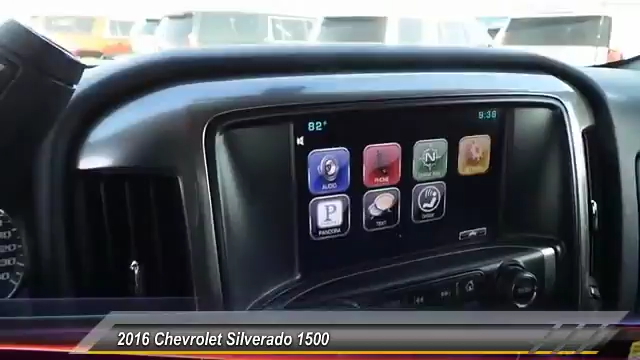 82°
9:36
AUDIO
PHONE
N
P
PANDORA
TEXT
2016 Chevrolet Silverado 1500